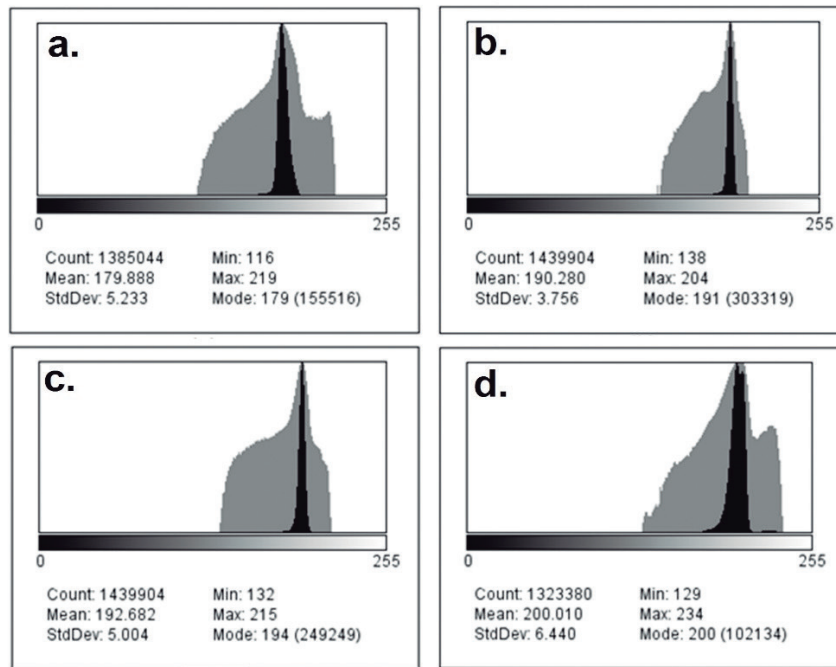 a.
0 255
Count: 1385044 Min: 116
Mean: 179.888 Max: 219
StdDev: 5.233 Mode: 179 (155516)
b.
0 255
Count: 1439904 Min: 138
Mean: 190.280 Max: 204
StdDev: 3.756 Mode: 191 (303319)
c.
0 255
Count: 1439904 Min: 132
Mean: 192.682 Max: 215
StdDev: 5.004 Mode: 194 (249249)
d.
0 255
Count: 1323380 Min: 129
Mean: 200.010 Max: 234
StdDev: 6.440 Mode: 200 (102134)